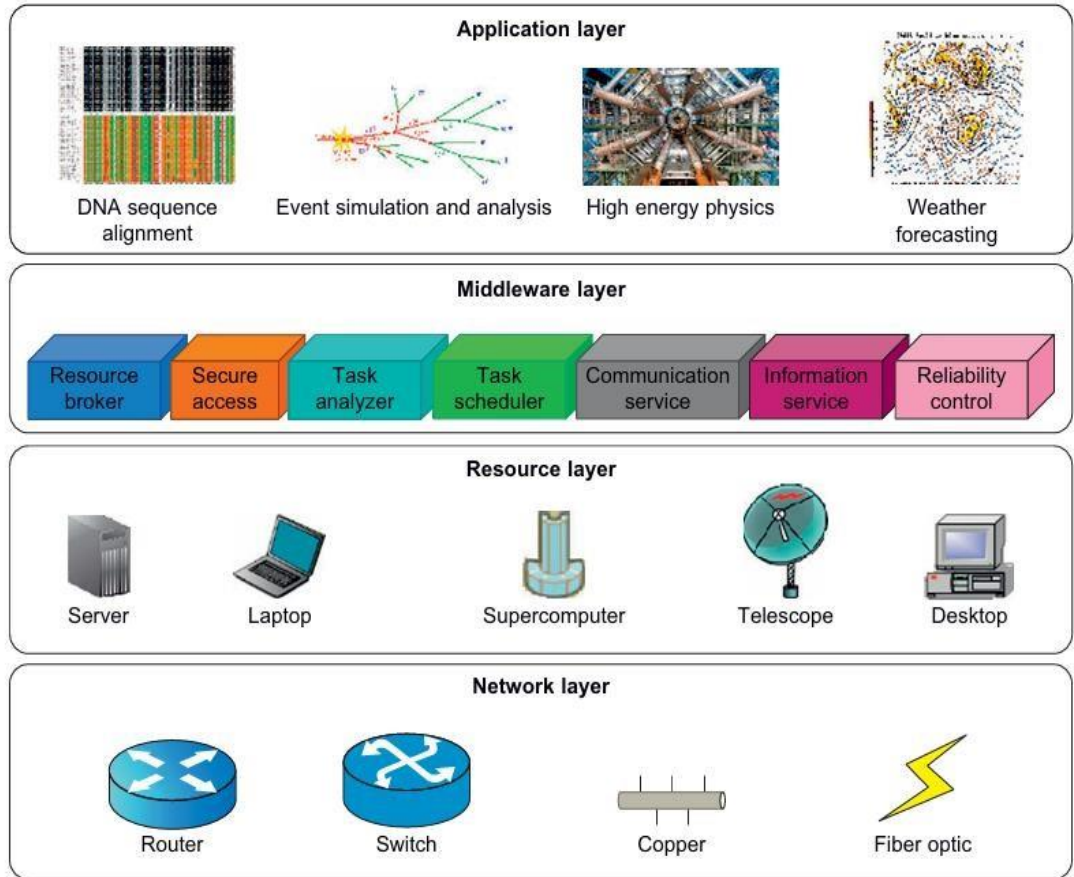 Application layer
DNA sequence
alignment
Event simulation and analysis
High energy physics
Weather
forecasting
Middleware layer
Resource
broker
Secure
access
Task
analyzer
Task
scheduler
Communication
service
Information
service
Reliability
control
Resource layer
Server
Laptop
Supercomputer
Telescope
Desktop
Network layer
Router
Switch
Copper
Fiber optic